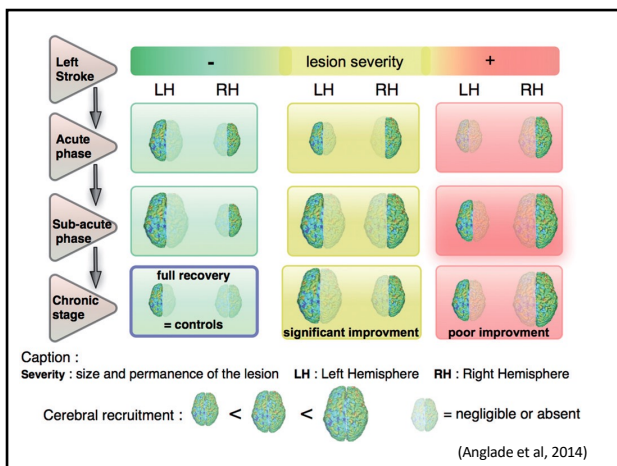 Left
Stroke
- lesion severity +
LH RH LH RH LH RH
Acute
phase
Sub-acute
phase
full recovery
Chronic
stage
= controls significant improvment poor improvment
Caption :
Severity : size and permanence of the lesion LH : Left Hemisphere RH : Right Hemisphere
Cerebral recruitment : < < = negligible or absent
(Anglade et al, 2014)